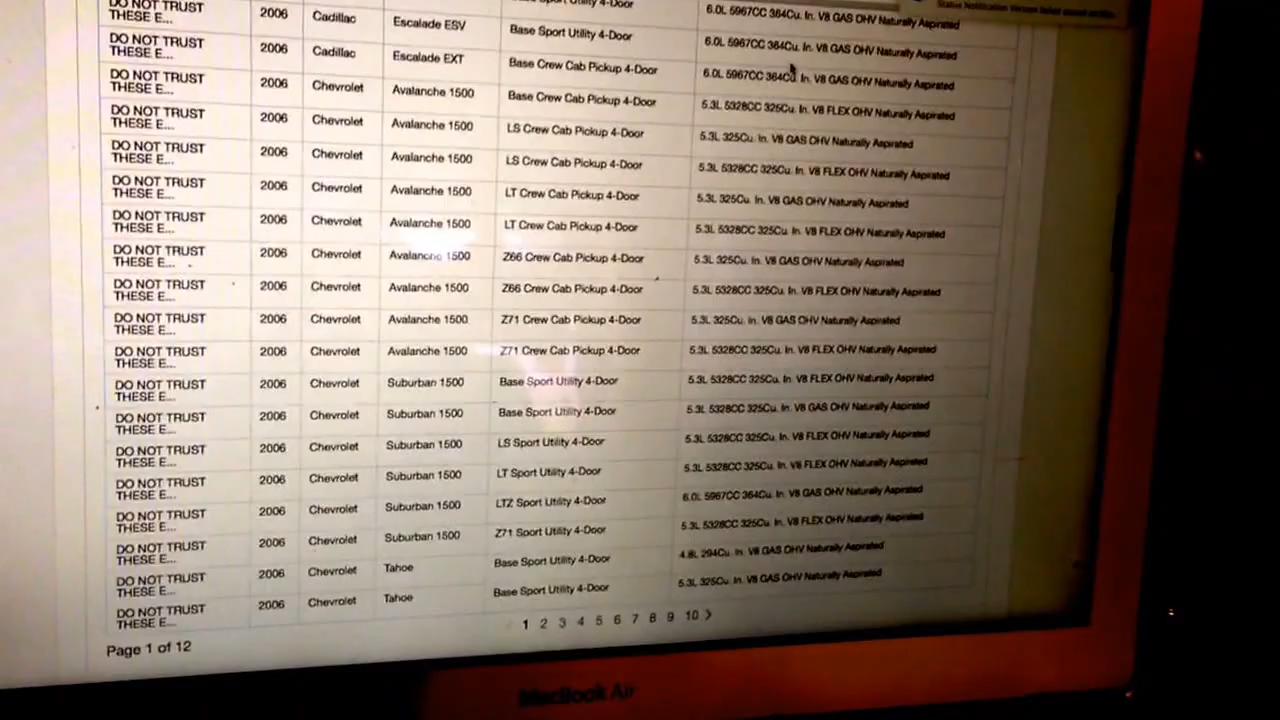 Sport Utility 4-Door 6.0L 5967CC 364Cu. In. V8 GAS OHV Naturally Aspirated
DO NOT TRUST THESE E... 2006 Cadillac Escalade ESV Base Sport Utility 4-Door 6.0L 5967CC 364Cu. In. V8 GAS OHV Naturally Aspirated
DO NOT TRUST THESE E... 2006 Cadillac Escalade EXT Base Crew Cab Pickup 4-Door 6.0L 5967CC 364Cu. In. V8 GAS OHV Naturally Aspirated
DO NOT TRUST THESE E... 2006 Chevrolet Avalanche 1500 Base Crew Cab Pickup 4-Door 5.3L 5328CC 325Cu. In. V8 FLEX OHV Naturally Aspirated
DO NOT TRUST THESE E... 2006 Chevrolet Avalanche 1500 LS Crew Cab Pickup 4-Door 5.3L 325Cu. In. V8 GAS OHV Naturally Aspirated
DO NOT TRUST THESE E... 2006 Chevrolet Avalanche 1500 LS Crew Cab Pickup 4-Door 5.3L 5328CC 325Cu. In. V8 FLEX OHV Naturally Aspirated
DO NOT TRUST THESE E... 2006 Chevrolet Avalanche 1500 LT Crew Cab Pickup 4-Door 5.3L 325Cu. In. V8 GAS OHV Naturally Aspirated
DO NOT TRUST THESE E... 2006 Chevrolet Avalanche 1500 LT Crew Cab Pickup 4-Door 5.3L 5328CC 325Cu. In. V8 FLEX OHV Naturally Aspirated
DO NOT TRUST THESE E... 2006 Chevrolet Avalanche 1500 Z66 Crew Cab Pickup 4-Door 5.3L 325Cu. In. V8 GAS OHV Naturally Aspirated
DO NOT TRUST THESE E... 2006 Chevrolet Avalanche 1500 Z66 Crew Cab Pickup 4-Door 5.3L 5328CC 325Cu. In. V8 FLEX OHV Naturally Aspirated
DO NOT TRUST THESE E... 2006 Chevrolet Avalanche 1500 Z71 Crew Cab Pickup 4-Door 5.3L 325Cu. In. V8 GAS OHV Naturally Aspirated
DO NOT TRUST THESE E... 2006 Chevrolet Avalanche 1500 Z71 Crew Cab Pickup 4-Door 5.3L 5328CC 325Cu. In. V8 FLEX OHV Naturally Aspirated
DO NOT TRUST THESE E... 2006 Chevrolet Suburban 1500 Base Sport Utility 4-Door 5.3L 5328CC 325Cu. In. V8 FLEX OHV Naturally Aspirated
DO NOT TRUST THESE E... 2006 Chevrolet Suburban 1500 Base Sport Utility 4-Door 5.3L 5328CC 325Cu. In. V8 GAS OHV Naturally Aspirated
DO NOT TRUST THESE E... 2006 Chevrolet Suburban 1500 LS Sport Utility 4-Door 5.3L 5328CC 325Cu. In. V8 FLEX OHV Naturally Aspirated
DO NOT TRUST THESE E... 2006 Chevrolet Suburban 1500 LT Sport Utility 4-Door 5.3L 5328CC 325Cu. In. V8 FLEX OHV Naturally Aspirated
DO NOT TRUST THESE E... 2006 Chevrolet Suburban 1500 LTZ Sport Utility 4-Door 6.0L 5967CC 364Cu. In. V8 GAS OHV Naturally Aspirated
DO NOT TRUST THESE E... 2006 Chevrolet Suburban 1500 Z71 Sport Utility 4-Door 5.3L 5328CC 325Cu. In. V8 FLEX OHV Naturally Aspirated
DO NOT TRUST THESE E... 2006 Chevrolet Tahoe Base Sport Utility 4-Door 4.8L 294Cu. In. V8 GAS OHV Naturally Aspirated
DO NOT TRUST THESE E... 2006 Chevrolet Tahoe Base Sport Utility 4-Door 5.3L 325Cu. In. V8 GAS OHV Naturally Aspirated
1 2 3 4 5 6 7 8 9 10 >
Page 1 of 12
MacBook Air